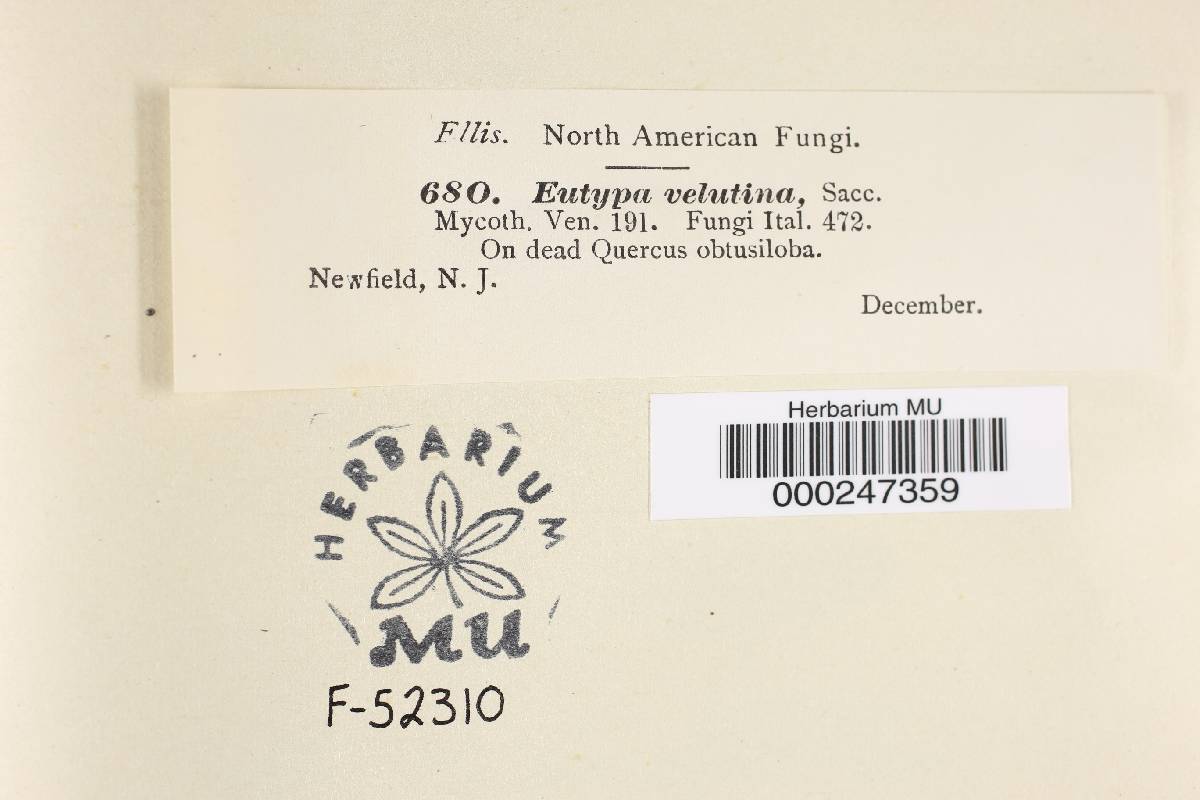 Ellis. North American Fungi.
680. Eutypa velutina, Sacc.
Mycoth. Ven. 191. Fungi Ital. 472.
On dead Quercus obtusiloba.
Newfield, N. J.
December.
Herbarium MU
000247359
HERBARIUM
MU
F-52310